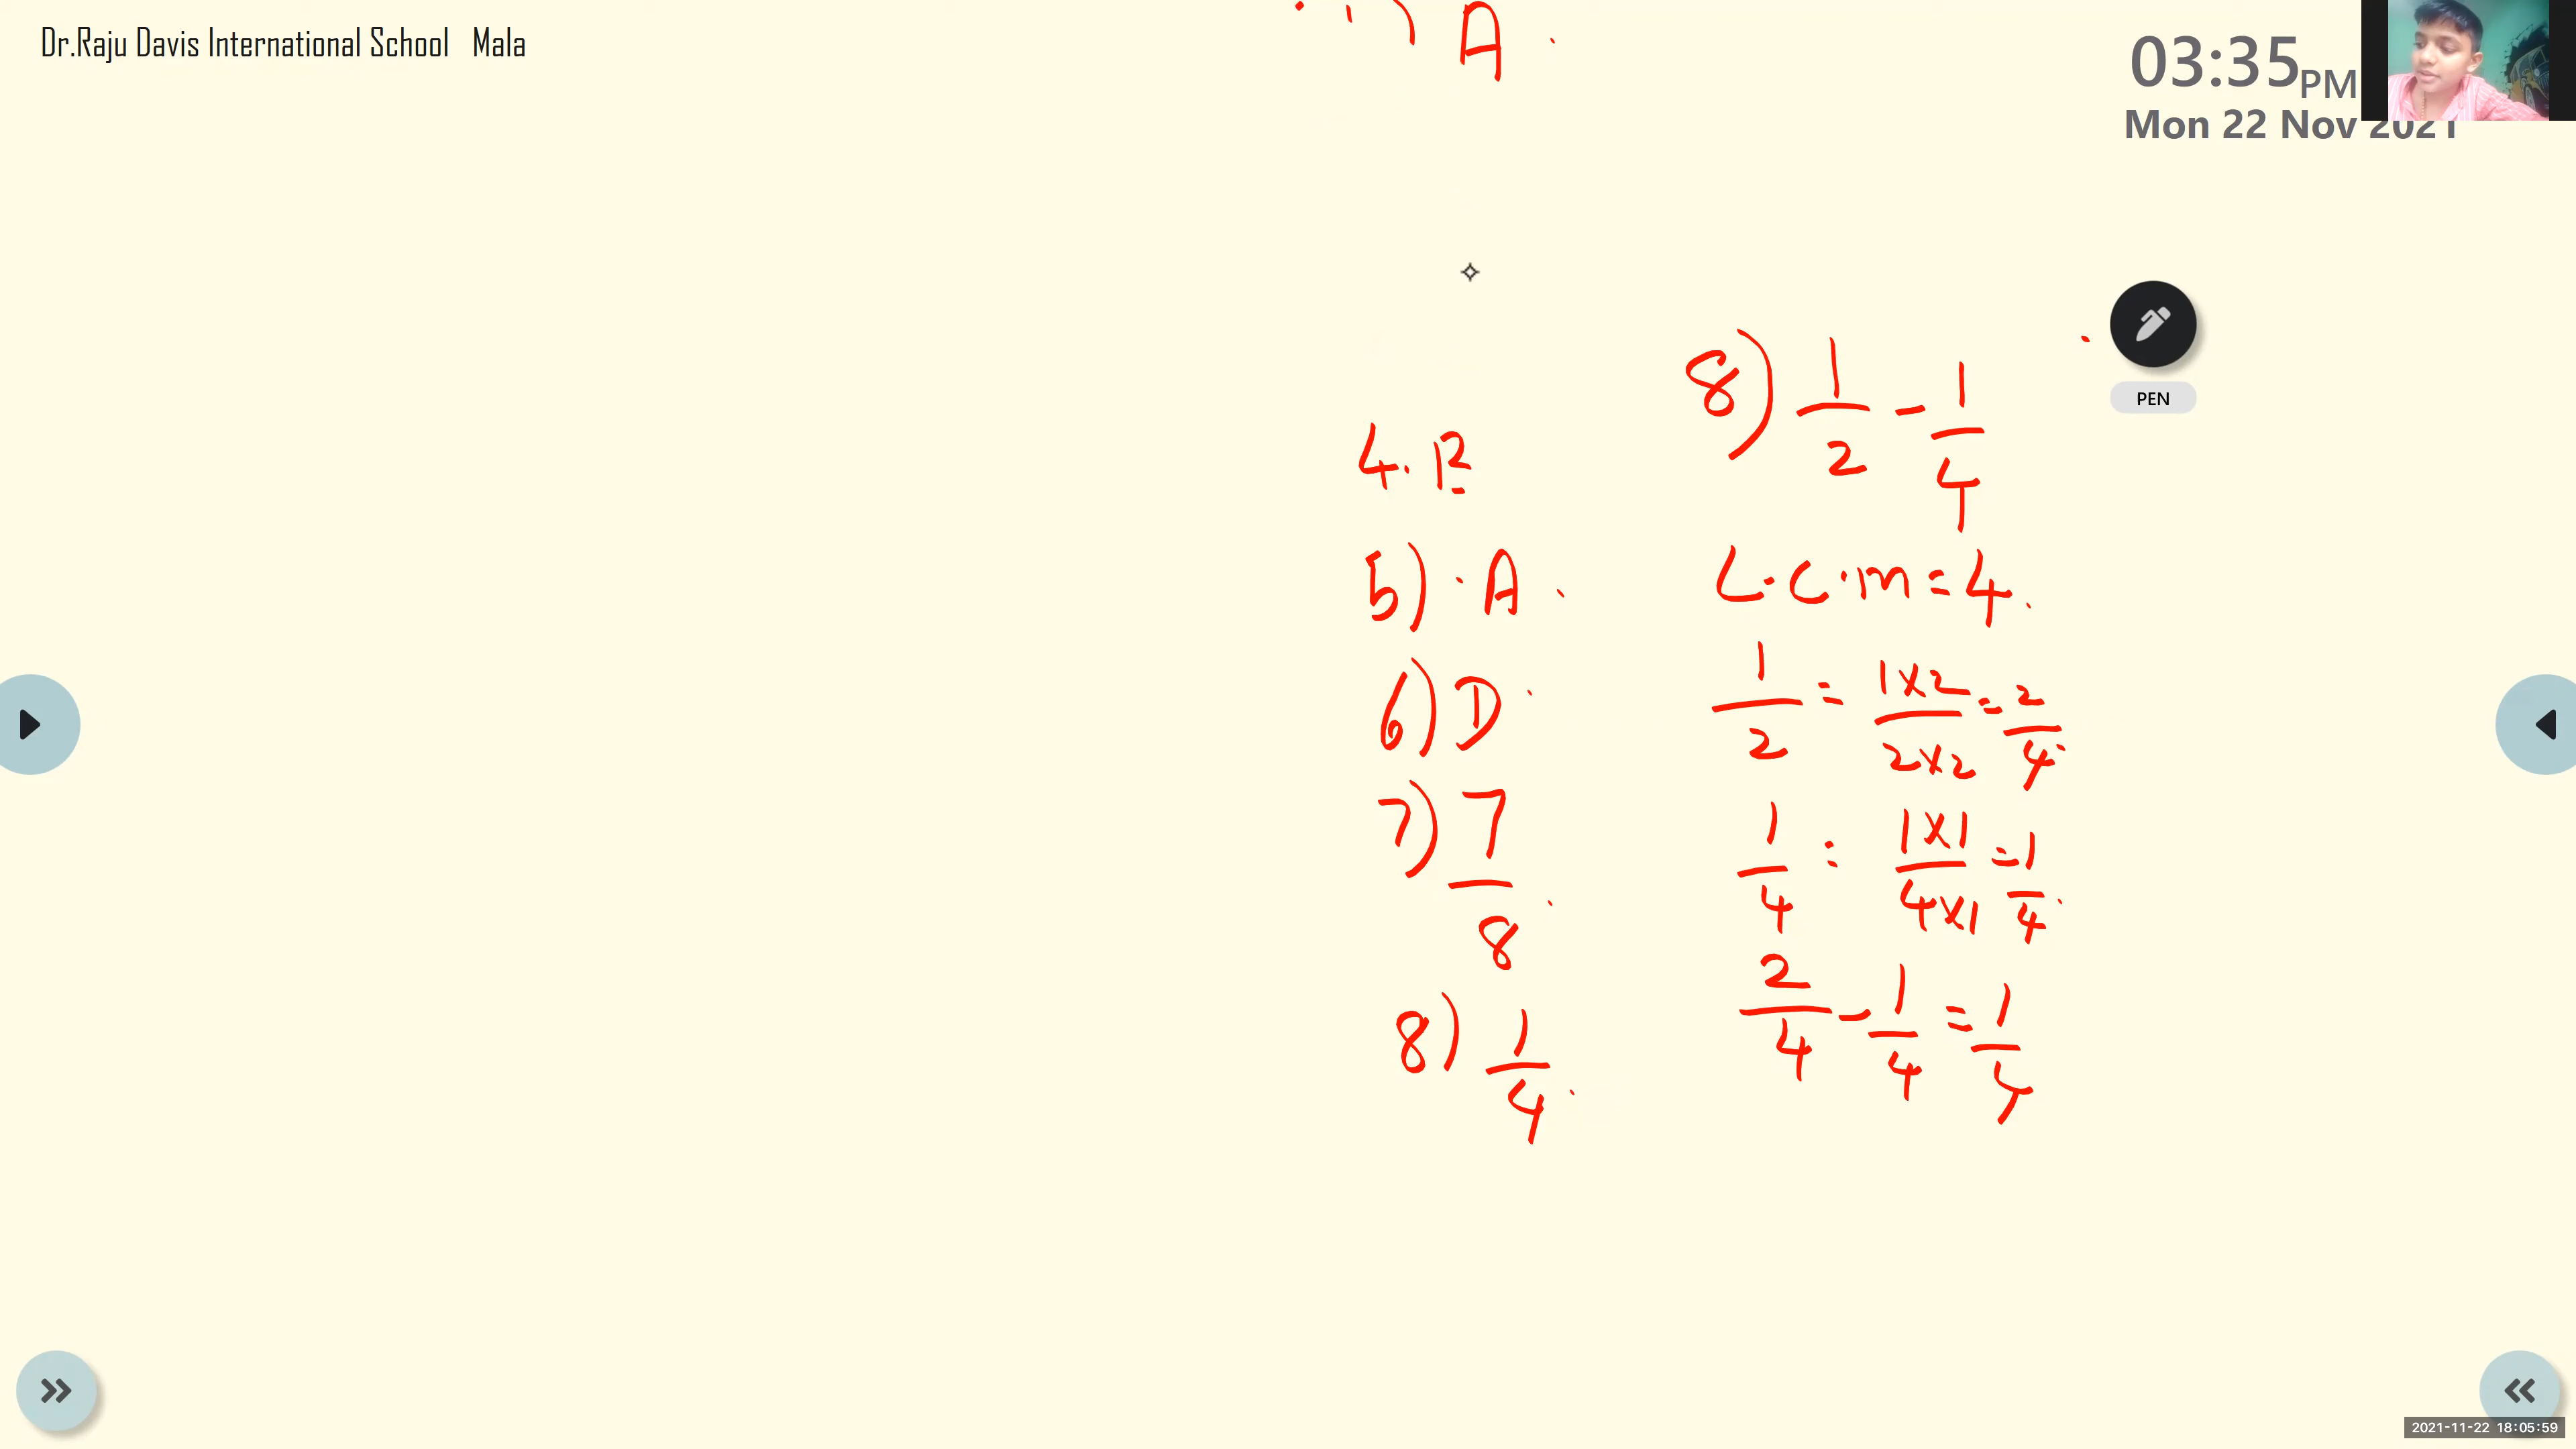 Dr.Raju Davis International School Mala
03:35 PM
Mon 22 Nov 2021
PEN
) A .
4. B
5) . A .
6) D .
7) 7/8 .
8) 1/4 .
8) 1/2 - 1/4
L.C.M = 4.
1/2 = 1x2/2x2 = 2/4.
1/4 = 1x1/4x1 = 1/4.
2/4 - 1/4 = 1/4
2021-11-22 18:05:59